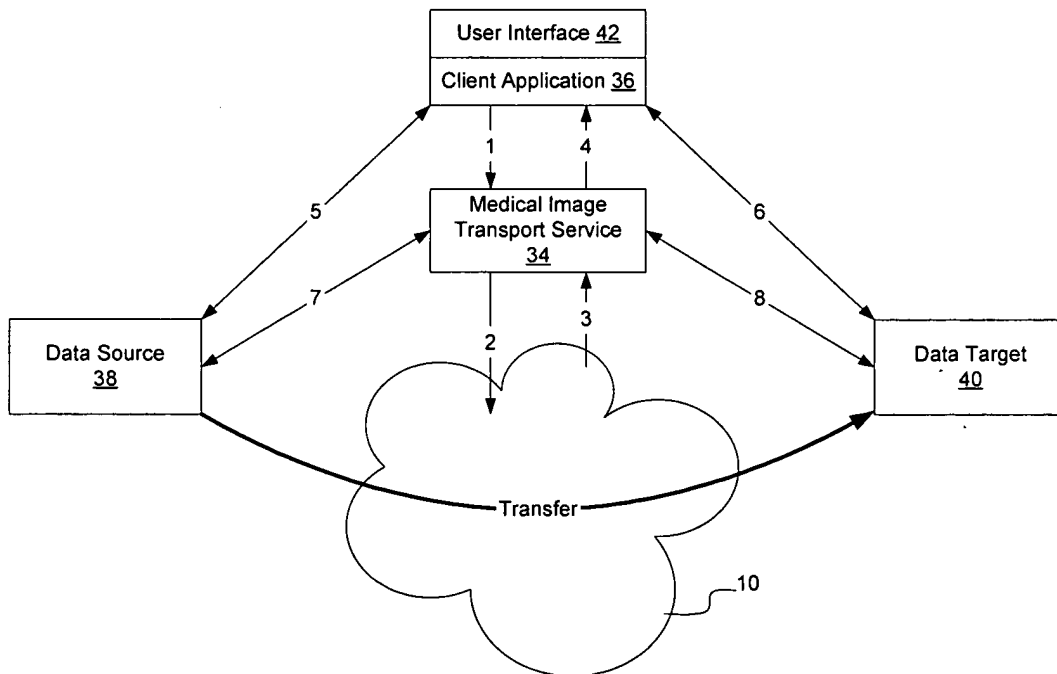 User Interface 42
Client Application 36
1
4
Medical Image
Transport Service
34
5
6
7
8
2
3
Data Source
38
Data Target
40
Transfer
10